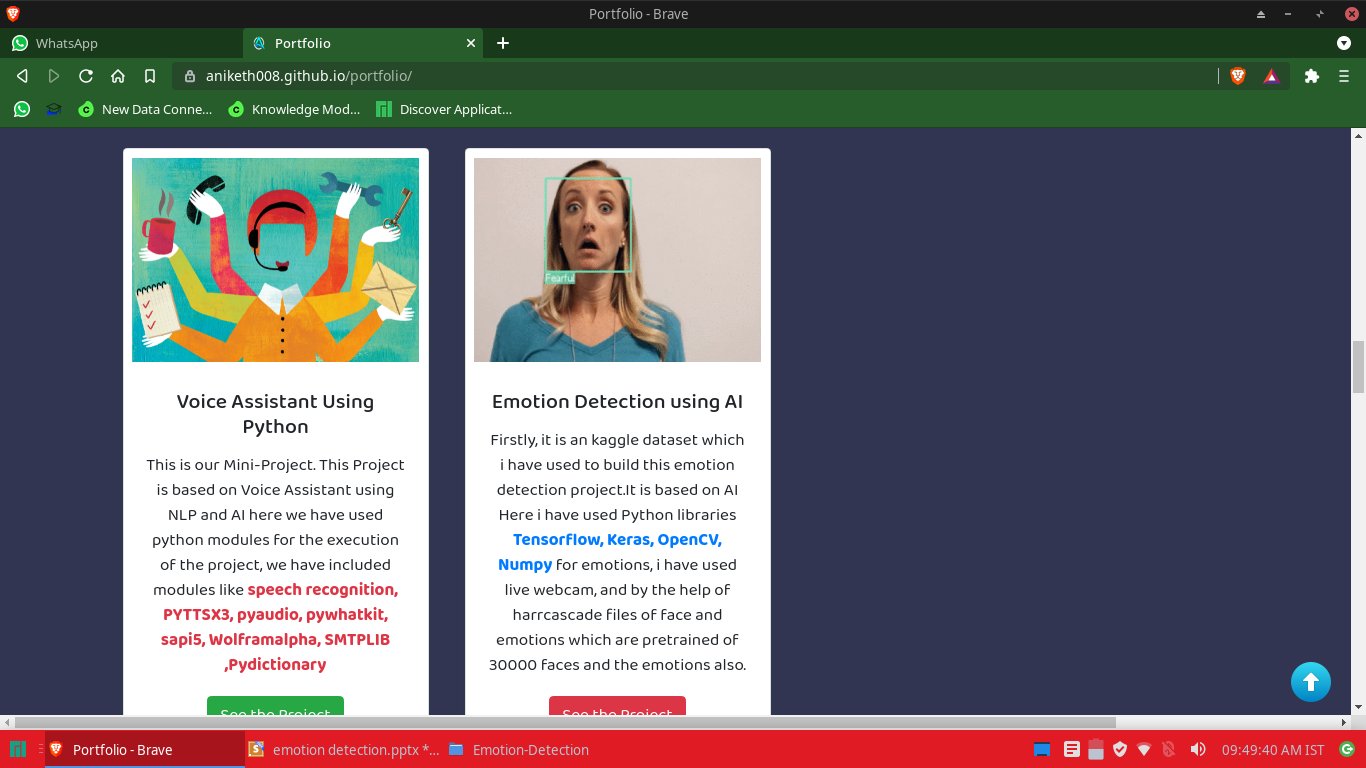 Portfolio - Brave
WhatsApp
Portfolio
aniketh008.github.io/portfolio/
New Data Conne...
Knowledge Mod...
Discover Applicat...
Fearful
Voice Assistant Using
Python
This is our Mini-Project. This Project
is based on Voice Assistant using
NLP and AI here we have used
python modules for the execution
of the project, we have included
modules like speech recognition,
PYTTSX3, pyaudio, pywhatkit,
sapi5, Wolframalpha, SMTPLIB
,Pydictionary
See the Project
Emotion Detection using AI
Firstly, it is an kaggle dataset which
i have used to build this emotion
detection project.It is based on AI
Here i have used Python libraries
Tensorflow, Keras, OpenCV,
Numpy for emotions, i have used
live webcam, and by the help of
harrcascade files of face and
emotions which are pretrained of
30000 faces and the emotions also.
See the Project
Portfolio - Brave
emotion detection.pptx *...
Emotion-Detection
09:49:40 AM IST